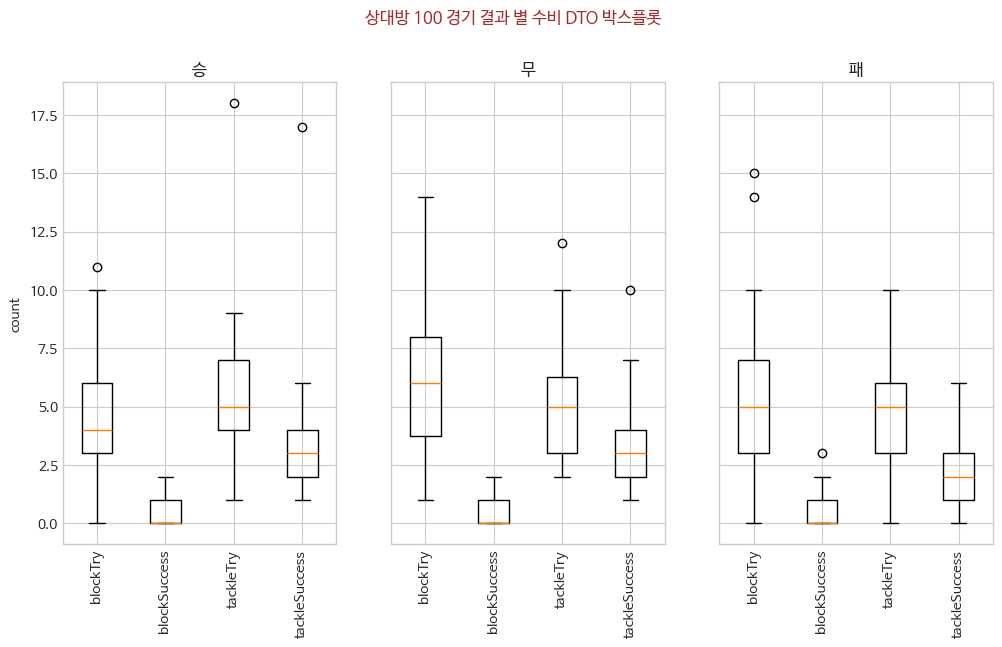 상대방 100 경기 결과 별 수비 DTO 박스플롯
승
무
패
17.5
15.0
12.5
10.0
7.5
5.0
2.5
0.0
count
blockTry
blockSuccess
tackleTry
tackleSuccess
blockTry
blockSuccess
tackleTry
tackleSuccess
blockTry
blockSuccess
tackleTry
tackleSuccess